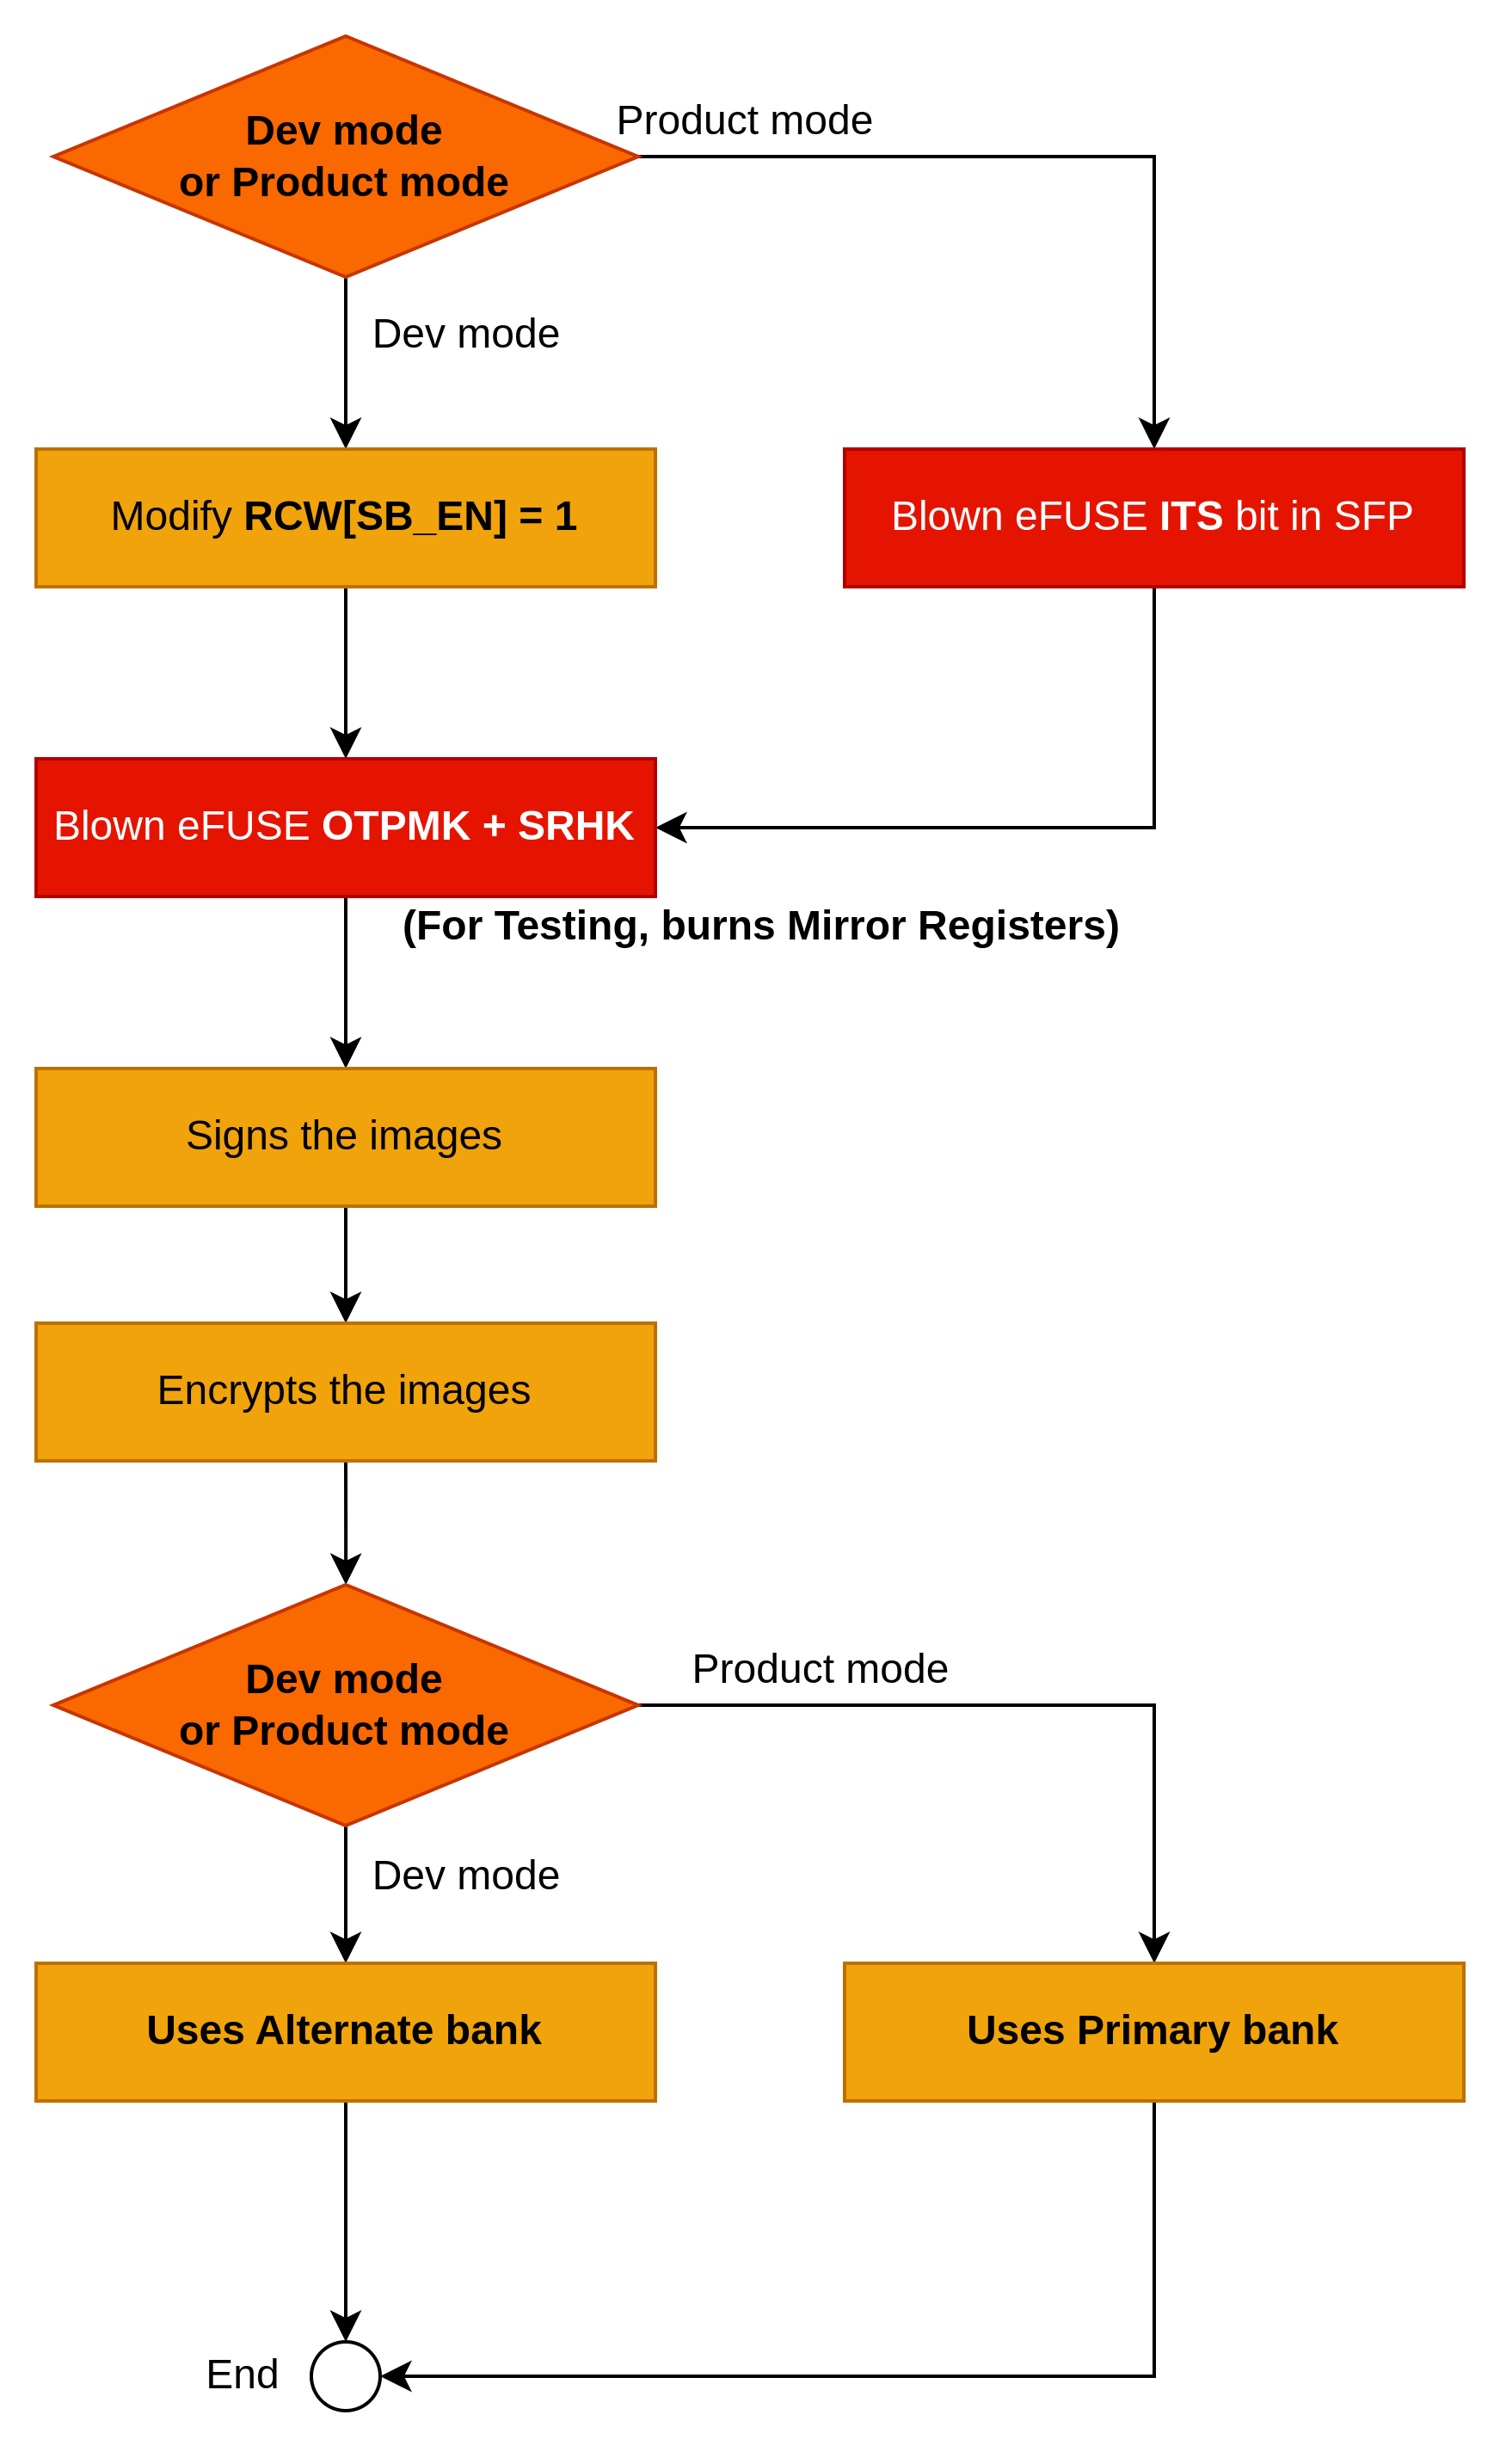 Dev mode
or Product mode
Product mode
Dev mode
Modify RCW[SB_EN] = 1
Blown eFUSE ITS bit in SFP
Blown eFUSE OTPMK + SRHK
(For Testing, burns Mirror Registers)
Signs the images
Encrypts the images
Dev mode
or Product mode
Product mode
Dev mode
Uses Alternate bank
Uses Primary bank
End